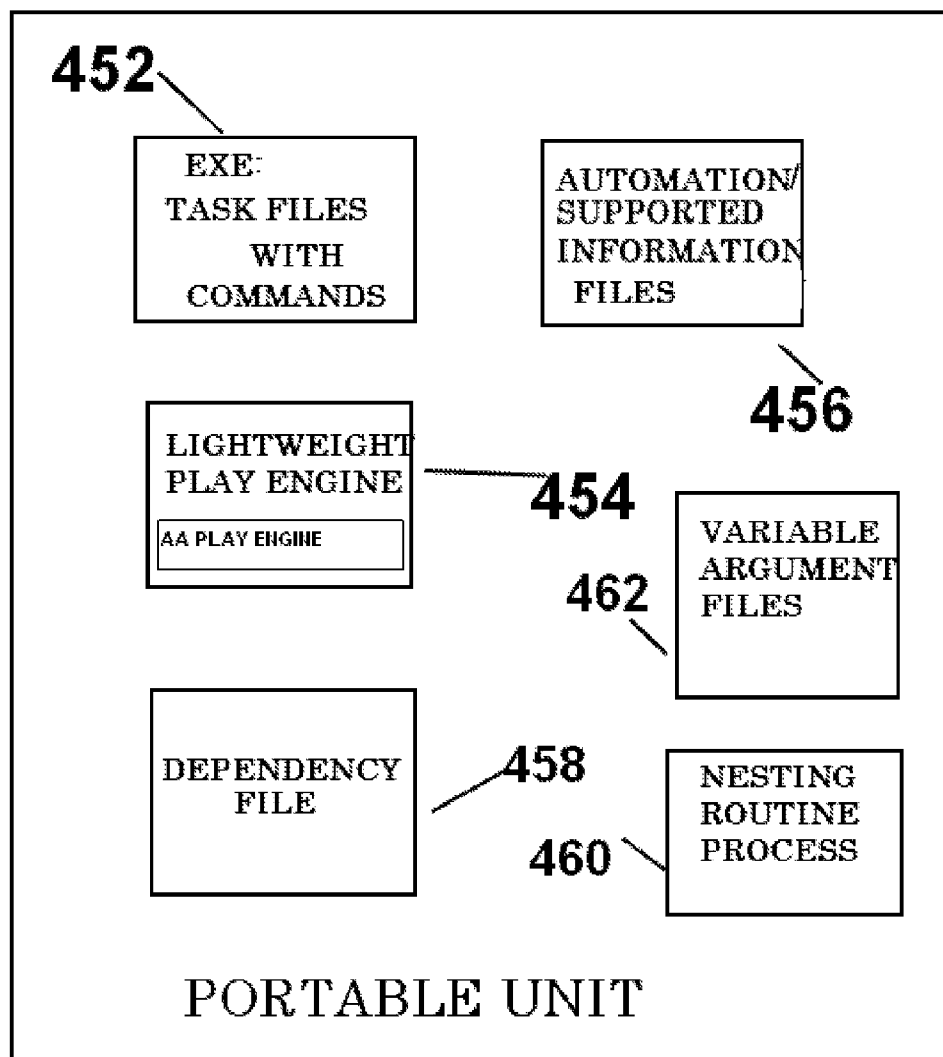 452
EXE:
TASK FILES
WITH
COMMANDS
AUTOMATION/
SUPPORTED
INFORMATION
FILES
456
LIGHTWEIGHT
PLAY ENGINE
AA PLAY ENGINE
454
VARIABLE
ARGUMENT
FILES
462
DEPENDENCY
FILE
458
NESTING
ROUTINE
PROCESS
460
PORTABLE UNIT